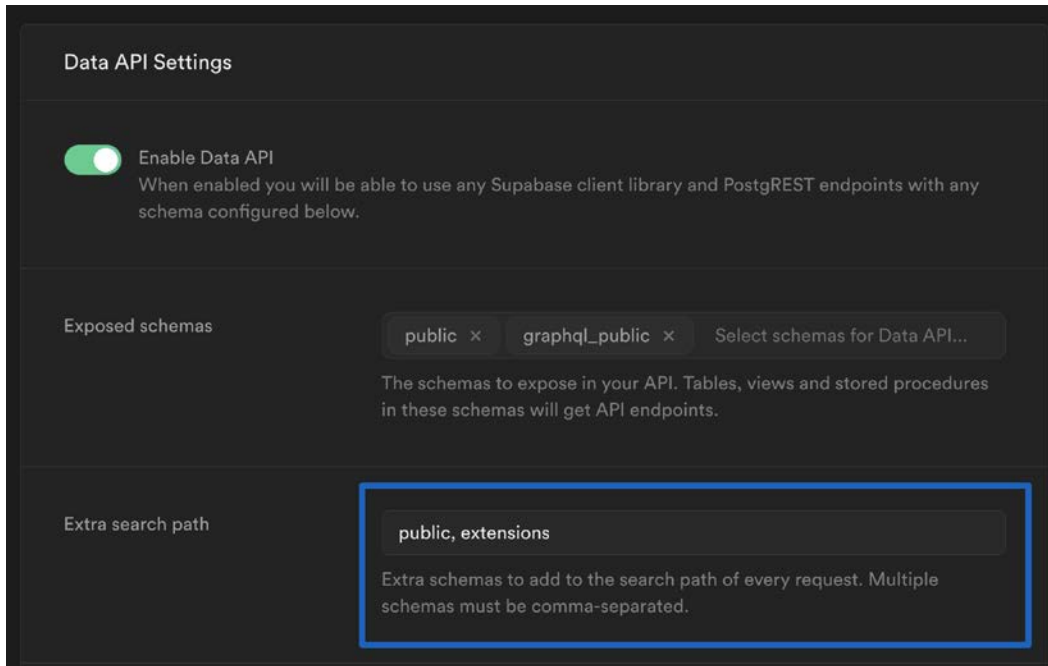 Data API Settings
Enable Data API
When enabled you will be able to use any Supabase client library and PostgREST endpoints with any
schema configured below.
Exposed schemas
public × graphql_public × Select schemas for Data API...
The schemas to expose in your API. Tables, views and stored procedures
in these schemas will get API endpoints.
Extra search path
public, extensions
Extra schemas to add to the search path of every request. Multiple
schemas must be comma-separated.